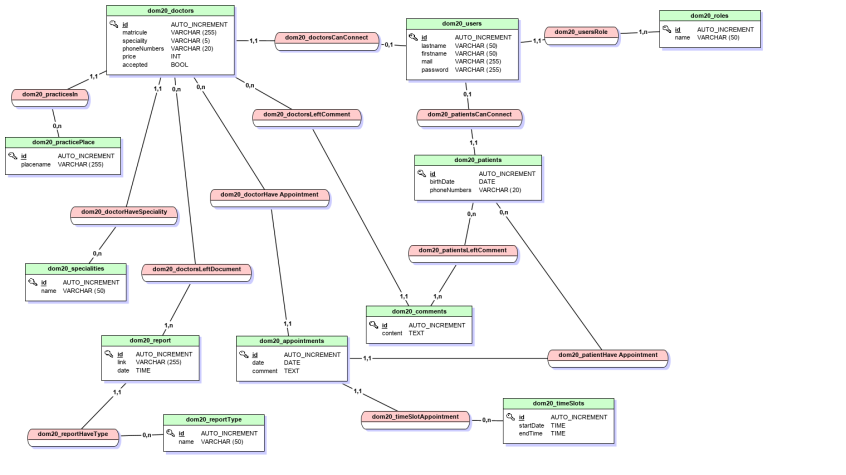 dom20_doctors
id AUTO_INCREMENT
matricule VARCHAR (255)
speciality VARCHAR (5)
phoneNumbers VARCHAR (20)
price INT
accepted BOOL
1,1
dom20_doctorsCanConnect
0,1
dom20_users
id AUTO_INCREMENT
lastname VARCHAR (50)
firstname VARCHAR (50)
mail VARCHAR (255)
password VARCHAR (255)
1,1
dom20_usersRole
1,n
dom20_roles
id AUTO_INCREMENT
name VARCHAR (50)
1,1
dom20_practicesIn
0,n
dom20_practicePlace
id AUTO_INCREMENT
placename VARCHAR (255)
1,1
0,n
0,n
0,n
dom20_doctorsLeftComment
0,1
dom20_patientsCanConnect
1,1
dom20_patients
id AUTO_INCREMENT
birthDate DATE
phoneNumbers VARCHAR (20)
dom20_doctorHave Appointment
dom20_doctorHaveSpeciality
0,n
0,n
0,n
dom20_patientsLeftComment
dom20_specialities
id AUTO_INCREMENT
name VARCHAR (50)
dom20_doctorsLeftDocument
1,1
1,n
dom20_comments
id AUTO_INCREMENT
content TEXT
1,n
1,1
dom20_report
id AUTO_INCREMENT
link VARCHAR (255)
date TIME
dom20_appointments
id AUTO_INCREMENT
date DATE
comment TEXT
1,1
dom20_patientHave Appointment
1,1
1,1
dom20_reportHaveType
0,n
dom20_reportType
id AUTO_INCREMENT
name VARCHAR (50)
dom20_timeSlotAppointment
0,n
dom20_timeSlots
id AUTO_INCREMENT
startDate TIME
endTime TIME